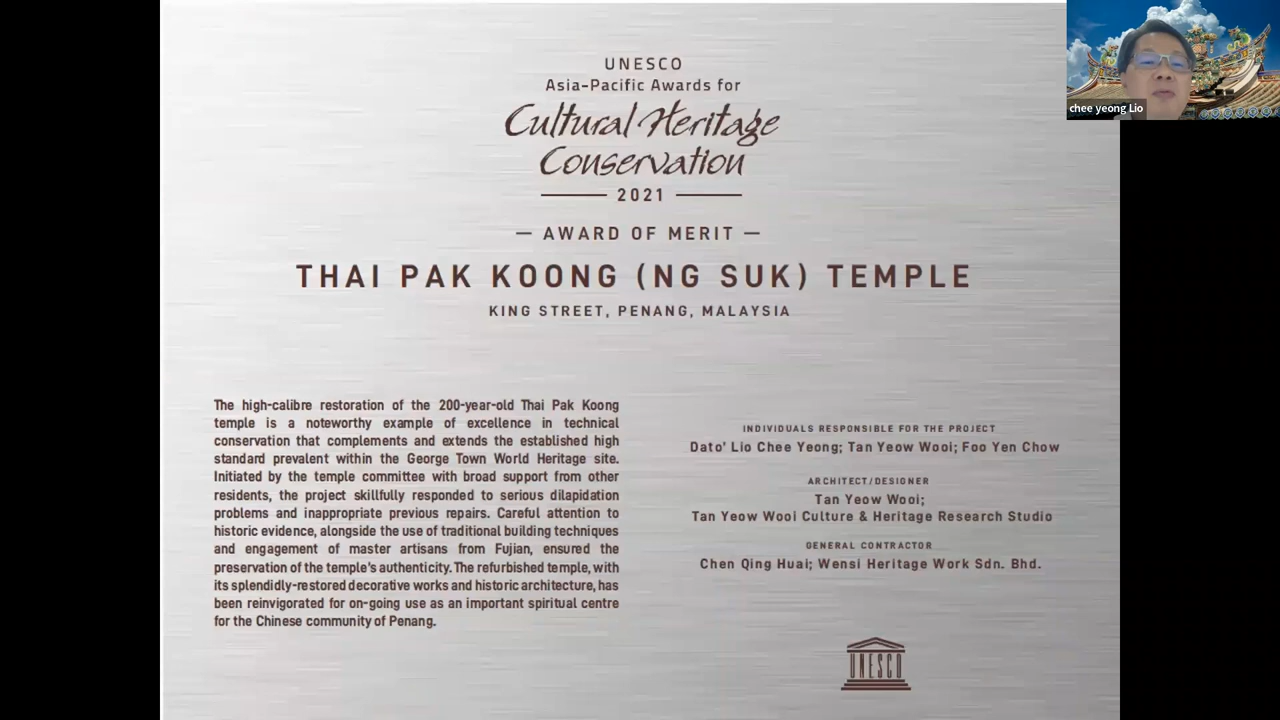 UNESCO
Asia-Pacific Awards for
Cultural Heritage
Conservation
2021
— AWARD OF MERIT —
THAI PAK KOONG (NG SUK) TEMPLE
KING STREET, PENANG, MALAYSIA
The high-calibre restoration of the 200-year-old Thai Pak Koong
temple is a noteworthy example of excellence in technical
conservation that complements and extends the established high
standard prevalent within the George Town World Heritage site.
Initiated by the temple committee with broad support from other
residents, the project skillfully responded to serious dilapidation
problems and inappropriate previous repairs. Careful attention to
historic evidence, alongside the use of traditional building techniques
and engagement of master artisans from Fujian, ensured the
preservation of the temple's authenticity. The refurbished temple, with
its splendidly-restored decorative works and historic architecture, has
been reinvigorated for on-going use as an important spiritual centre
for the Chinese community of Penang.
INDIVIDUALS RESPONSIBLE FOR THE PROJECT
Dato' Lio Chee Yeong; Tan Yeow Wooi; Foo Yen Chow
ARCHITECT/DESIGNER
Tan Yeow Wooi;
Tan Yeow Wooi Culture & Heritage Research Studio
GENERAL CONTRACTOR
Chen Qing Huai; Wensi Heritage Work Sdn. Bhd.
UNESCO
chee yeong Lio